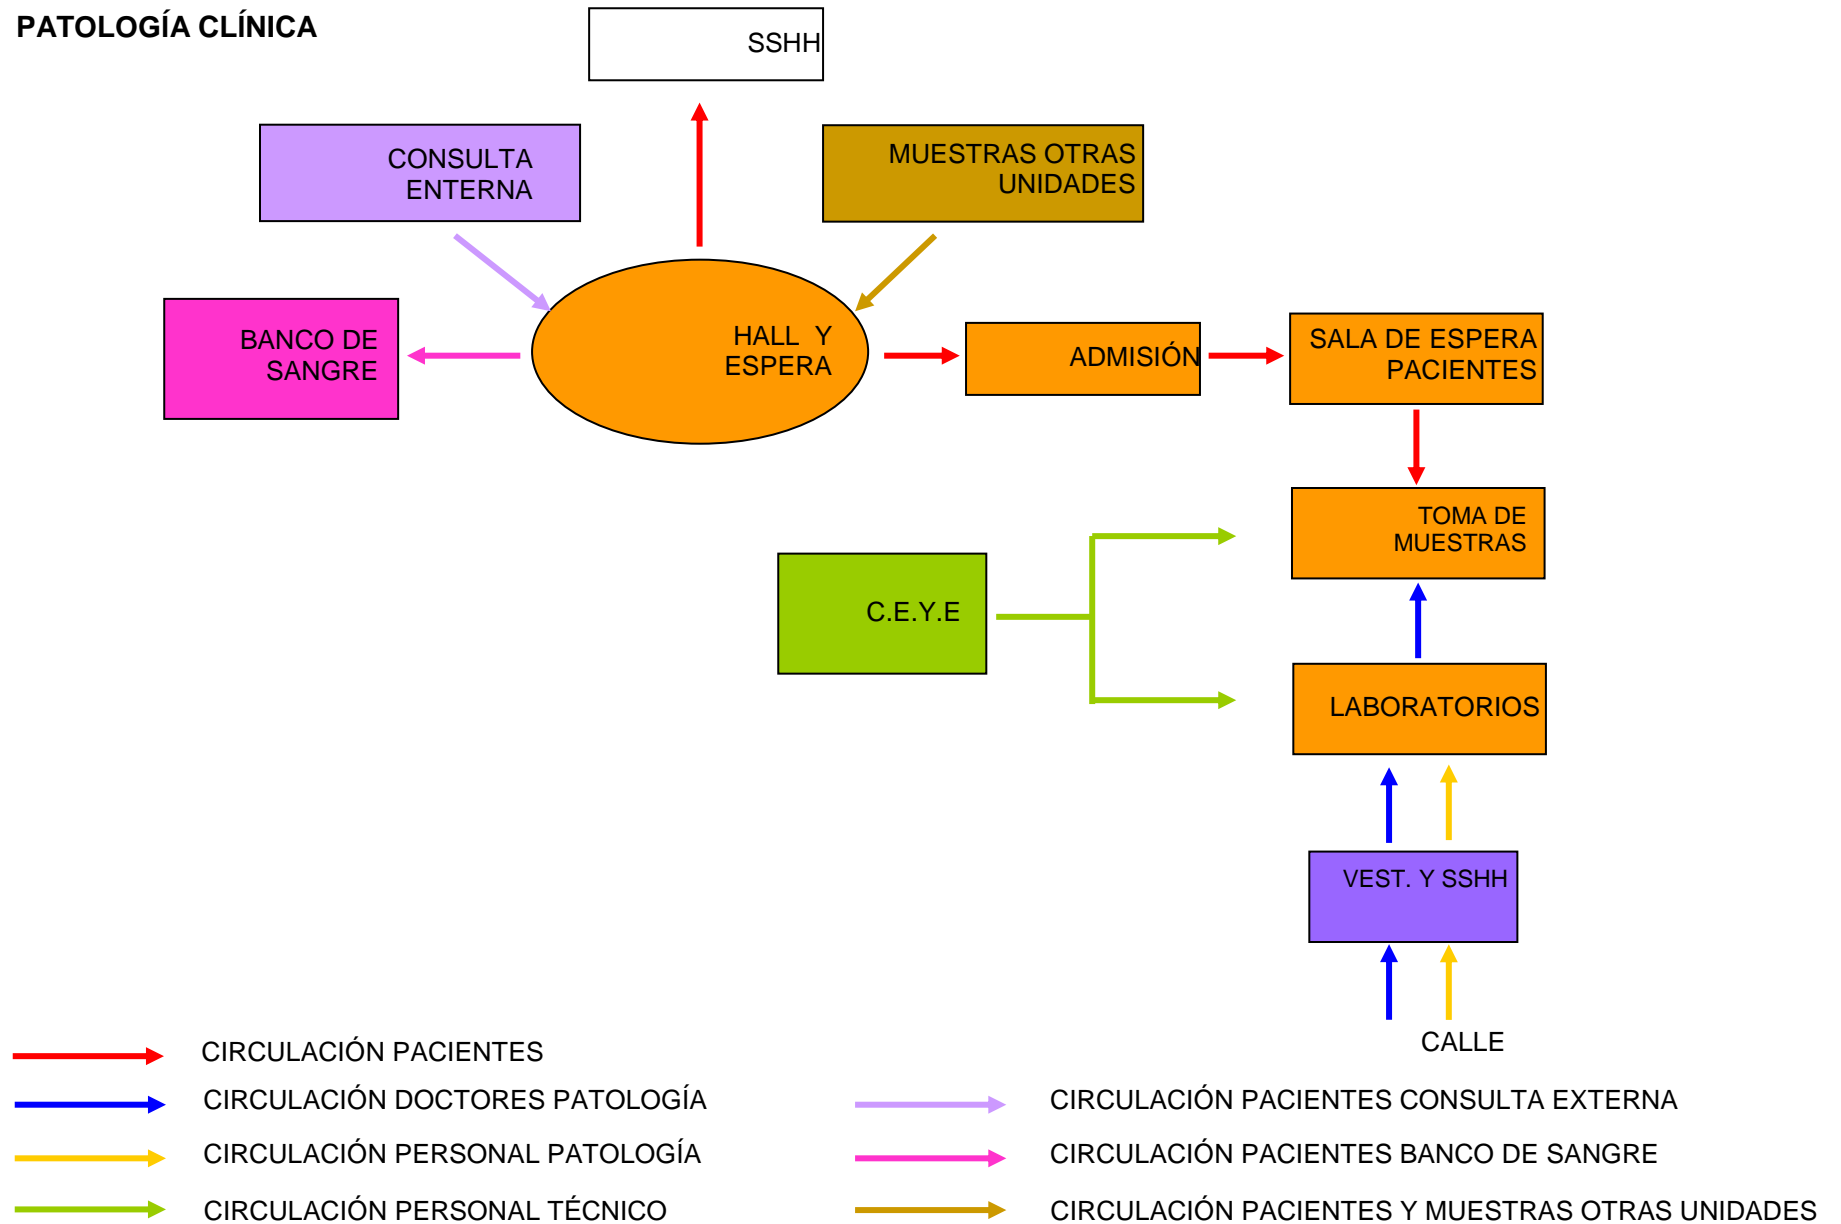 PATOLOGÍA CLÍNICA
SSHH
CONSULTA
ENTERNA
MUESTRAS OTRAS
UNIDADES
BANCO DE
SANGRE
HALL Y
ESPERA
ADMISIÓN
SALA DE ESPERA
PACIENTES
TOMA DE
MUESTRAS
C.E.Y.E
LABORATORIOS
VEST. Y SSHH
CALLE
CIRCULACIÓN PACIENTES
CIRCULACIÓN DOCTORES PATOLOGÍA
CIRCULACIÓN PERSONAL PATOLOGÍA
CIRCULACIÓN PERSONAL TÉCNICO
CIRCULACIÓN PACIENTES CONSULTA EXTERNA
CIRCULACIÓN PACIENTES BANCO DE SANGRE
CIRCULACIÓN PACIENTES Y MUESTRAS OTRAS UNIDADES